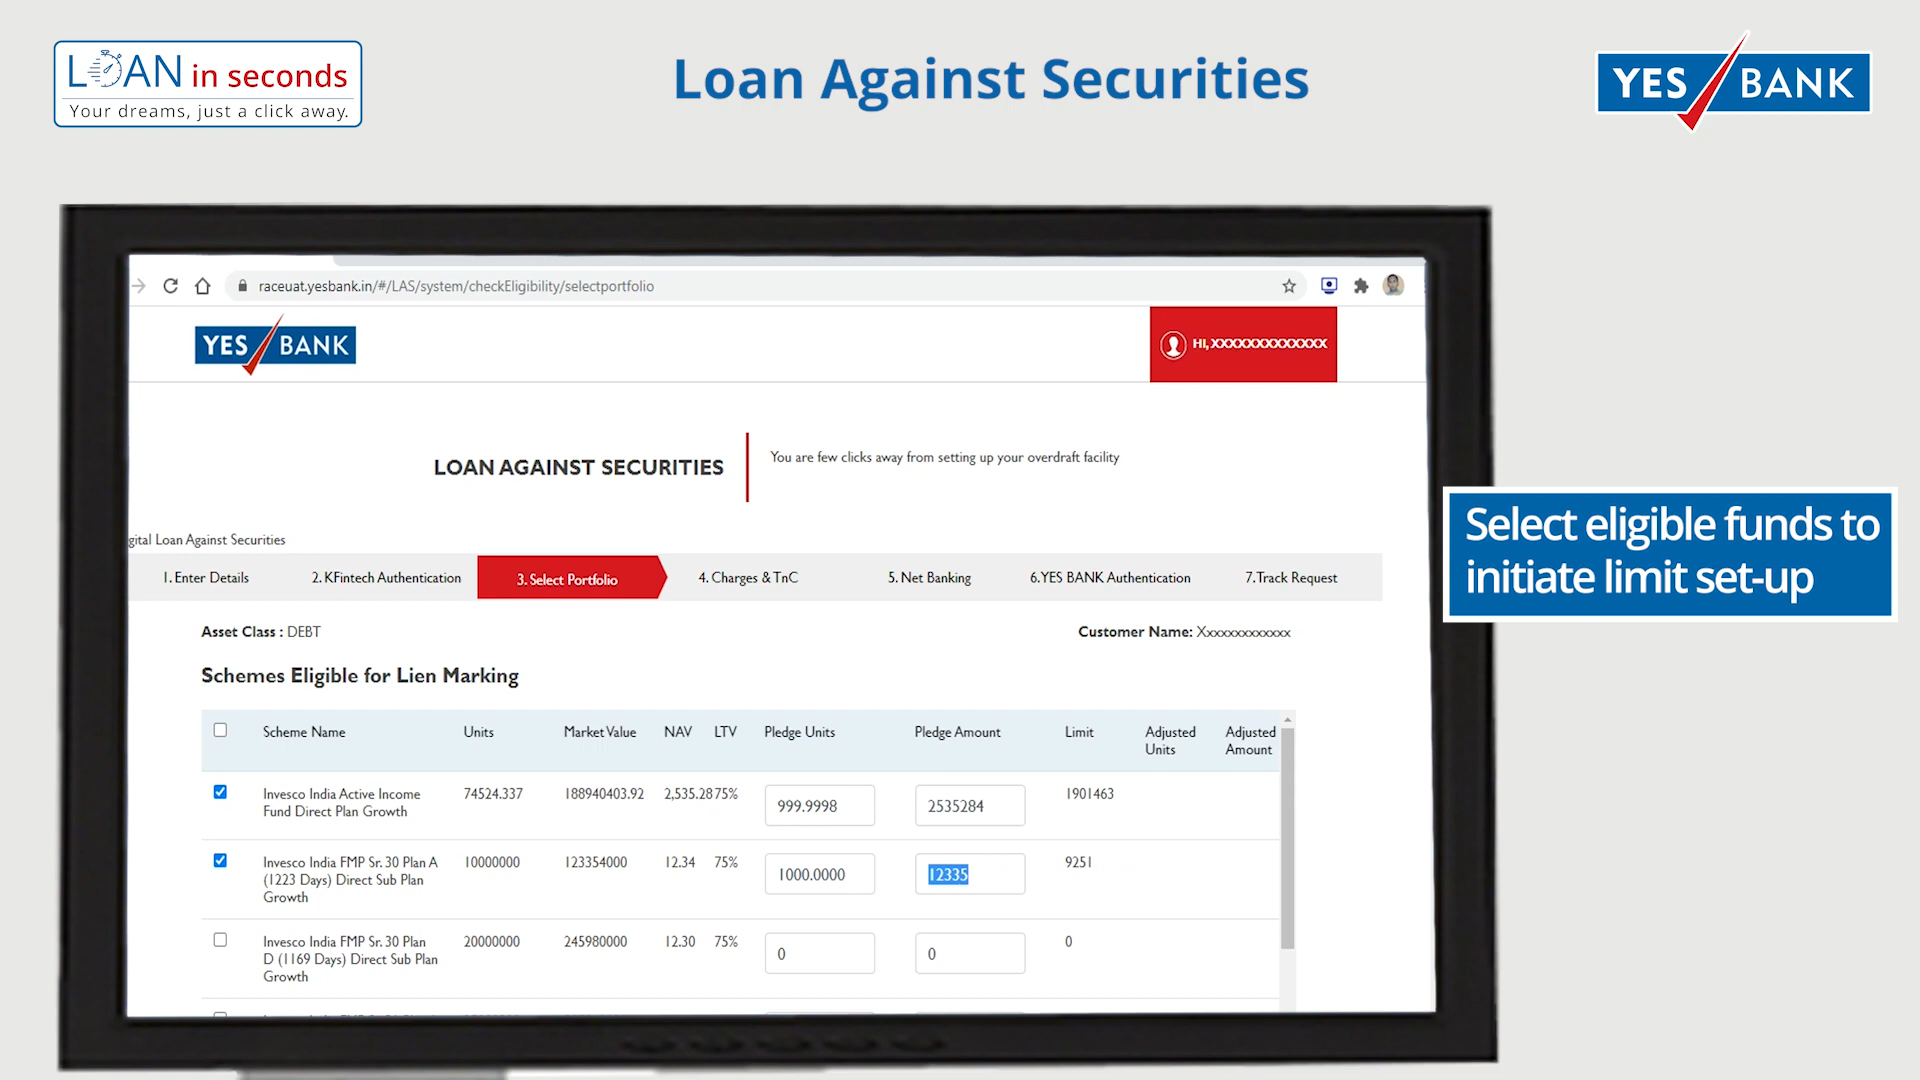 LOAN in seconds
Your dreams, just a click away.
Loan Against Securities
YES BANK
raceuat.yesbank.in/#/LAS/system/checkEligibility/selectportfolio
YES BANK
HI, XXXXXXXXXXXXX
LOAN AGAINST SECURITIES
You are few clicks away from setting up your overdraft facility
gital Loan Against Securities
1. Enter Details 2. KFintech Authentication 3. Select Portfolio 4. Charges & TnC 5. Net Banking 6.YES BANK Authentication 7.Track Request
Select eligible funds to
initiate limit set-up
Asset Class : DEBT
Customer Name: Xxxxxxxxxxxxx
Schemes Eligible for Lien Marking
Scheme Name Units Market Value NAV LTV Pledge Units Pledge Amount Limit Adjusted Adjusted
Units Amount
Invesco India Active Income 74524.337 188940403.92 2,535.28 75% 999.9998 2535284 1901463
Fund Direct Plan Growth
Invesco India FMP Sr. 30 Plan A 10000000 123354000 12.34 75% 1000.0000 12335 9251
(1223 Days) Direct Sub Plan
Growth
Invesco India FMP Sr. 30 Plan 20000000 245980000 12.30 75% 0 0 0
D (1169 Days) Direct Sub Plan
Growth